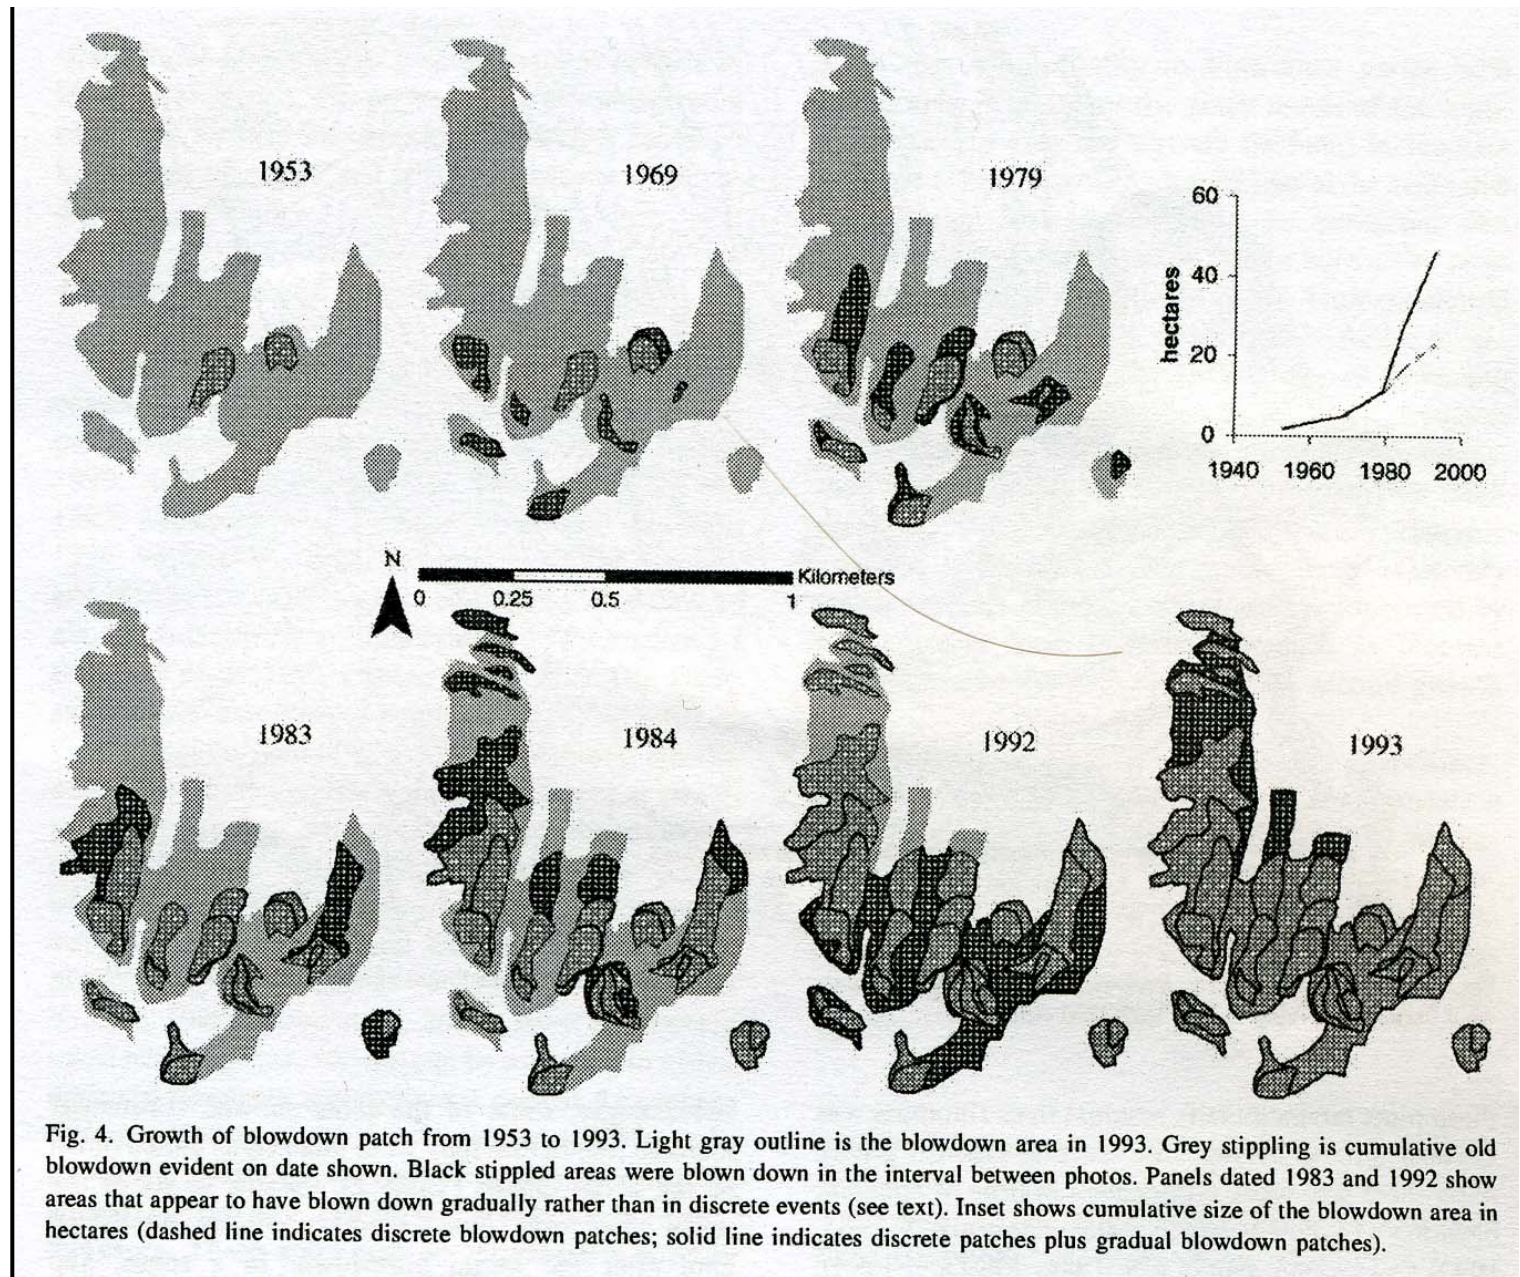 1953
1969
1979
60
40
20
0
hectares
1940 1960 1980 2000
N
Kilometers
0 0.25 0.5 1
1983
1984
1992
1993
Fig. 4. Growth of blowdown patch from 1953 to 1993. Light gray outline is the blowdown area in 1993. Grey stippling is cumulative old
blowdown evident on date shown. Black stippled areas were blown down in the interval between photos. Panels dated 1983 and 1992 show
areas that appear to have blown down gradually rather than in discrete events (see text). Inset shows cumulative size of the blowdown area in
hectares (dashed line indicates discrete blowdown patches; solid line indicates discrete patches plus gradual blowdown patches).